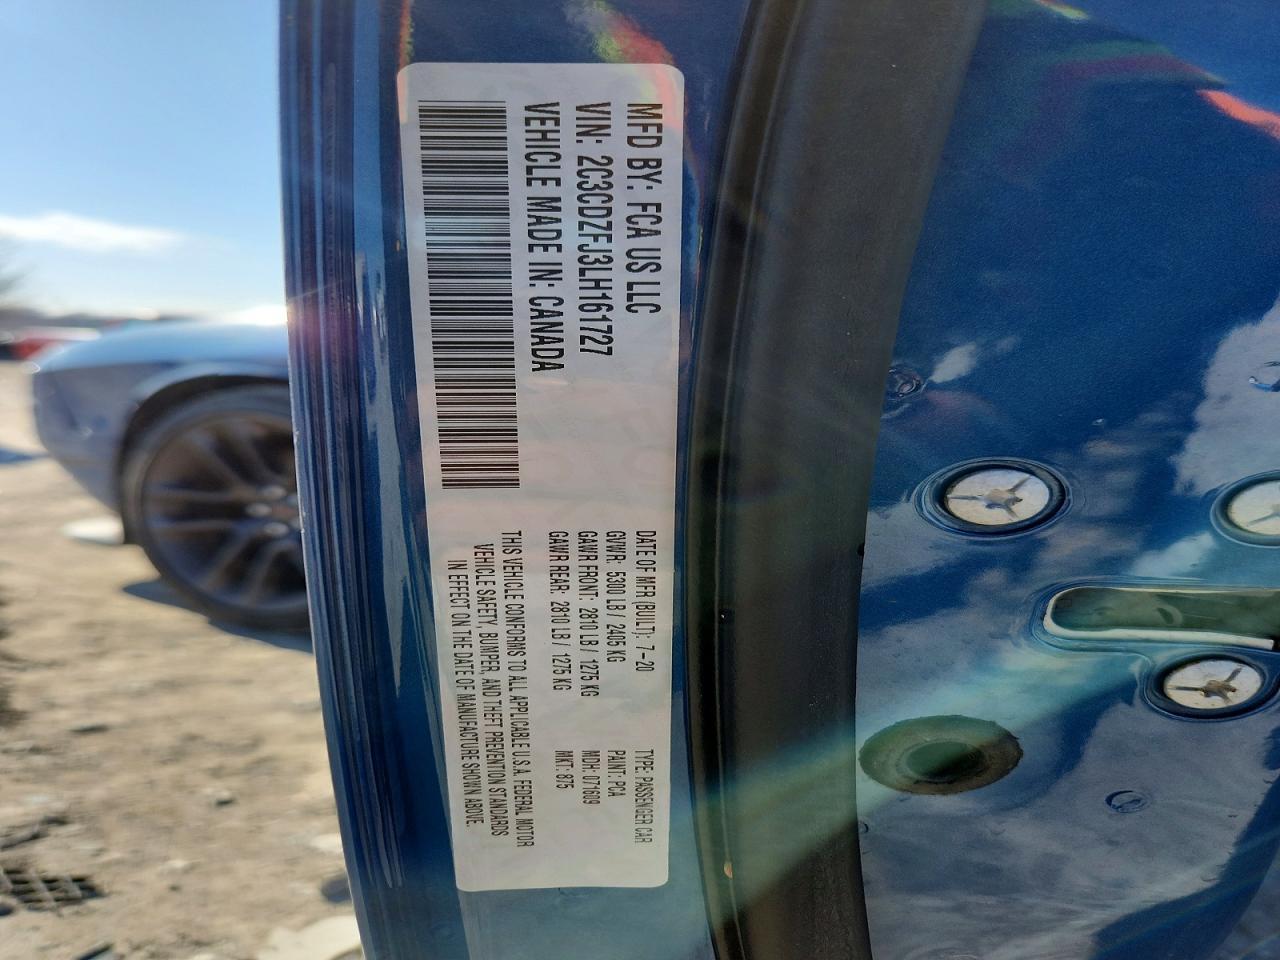 MFD BY: FCA US LLC
VIN: 2C3CDZFJ3LH161727
VEHICLE MADE IN: CANADA
DATE OF MFR (BUILT): 7-20 TYPE: PASSENGER CAR
GVWR: 5300 LB / 2405 KG PAINT: PCA
GAWR FRONT: 2810 LB / 1275 KG MDH: 071609
GAWR REAR: 2810 LB / 1275 KG MKT: 875
THIS VEHICLE CONFORMS TO ALL APPLICABLE U.S.A. FEDERAL MOTOR
VEHICLE SAFETY, BUMPER, AND THEFT PREVENTION STANDARDS
IN EFFECT ON THE DATE OF MANUFACTURE SHOWN ABOVE.